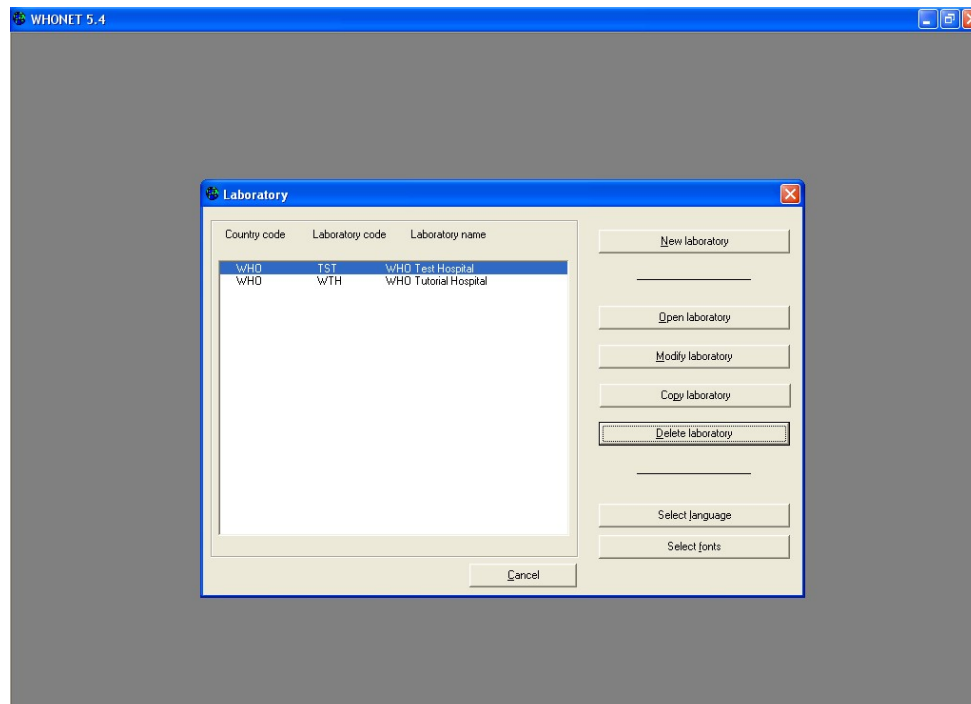 WHONET 5.4
Laboratory
Country code Laboratory code Laboratory name
WHO TST WHO Test Hospital
WHO WTH WHO Tutorial Hospital
New laboratory
Open laboratory
Modify laboratory
Copy laboratory
Delete laboratory
Select language
Select fonts
Cancel